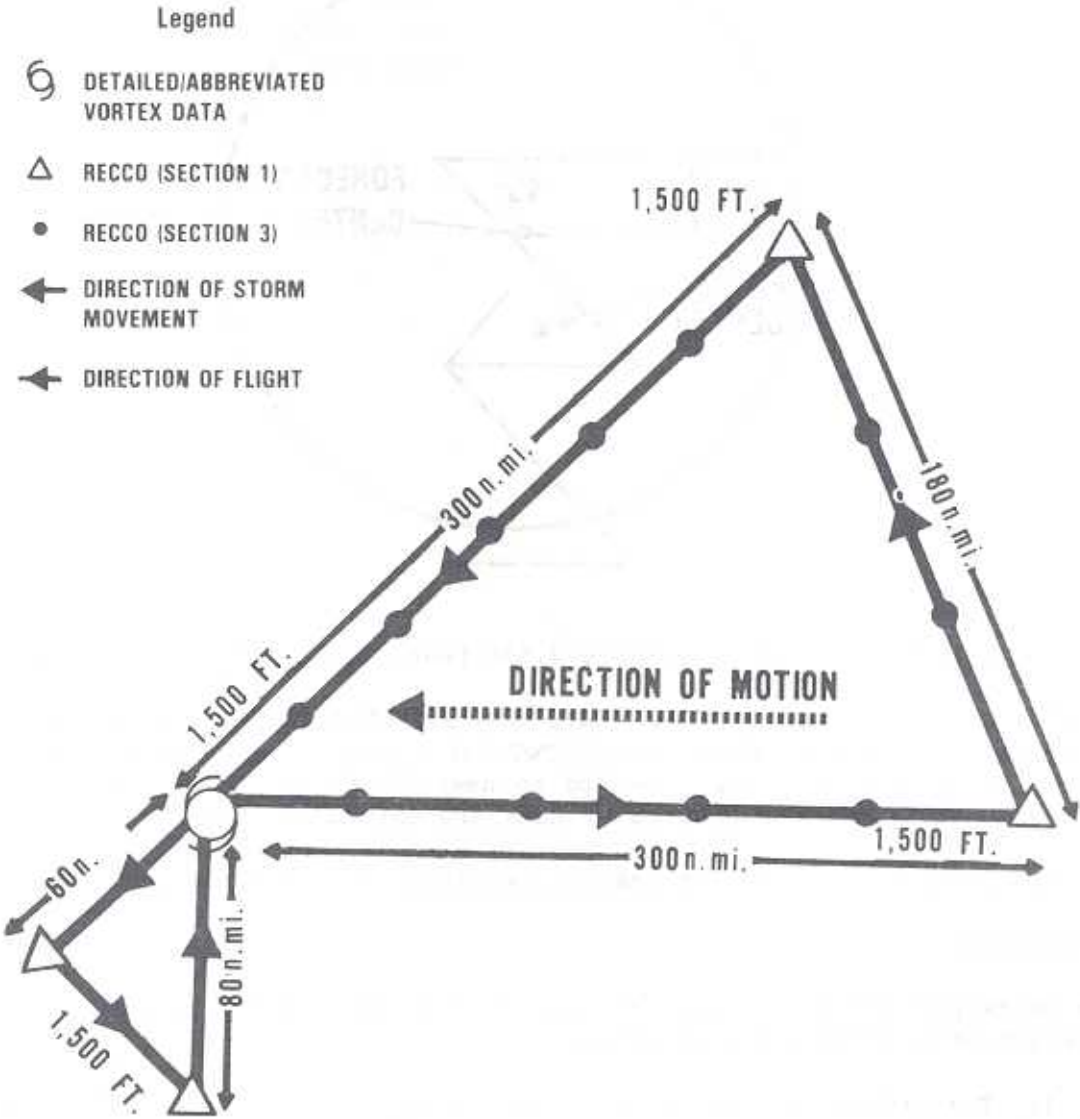 Legend
DETAILED/ABBREVIATED
VORTEX DATA
RECCO (SECTION 1)
RECCO (SECTION 3)
DIRECTION OF STORM
MOVEMENT
DIRECTION OF FLIGHT
1,500 FT.
300 n. mi.
180 n. mi.
1,500 FT.
DIRECTION OF MOTION
1,500 FT.
300 n. mi.
60 n.
80 n. mi.
1,500 FT.